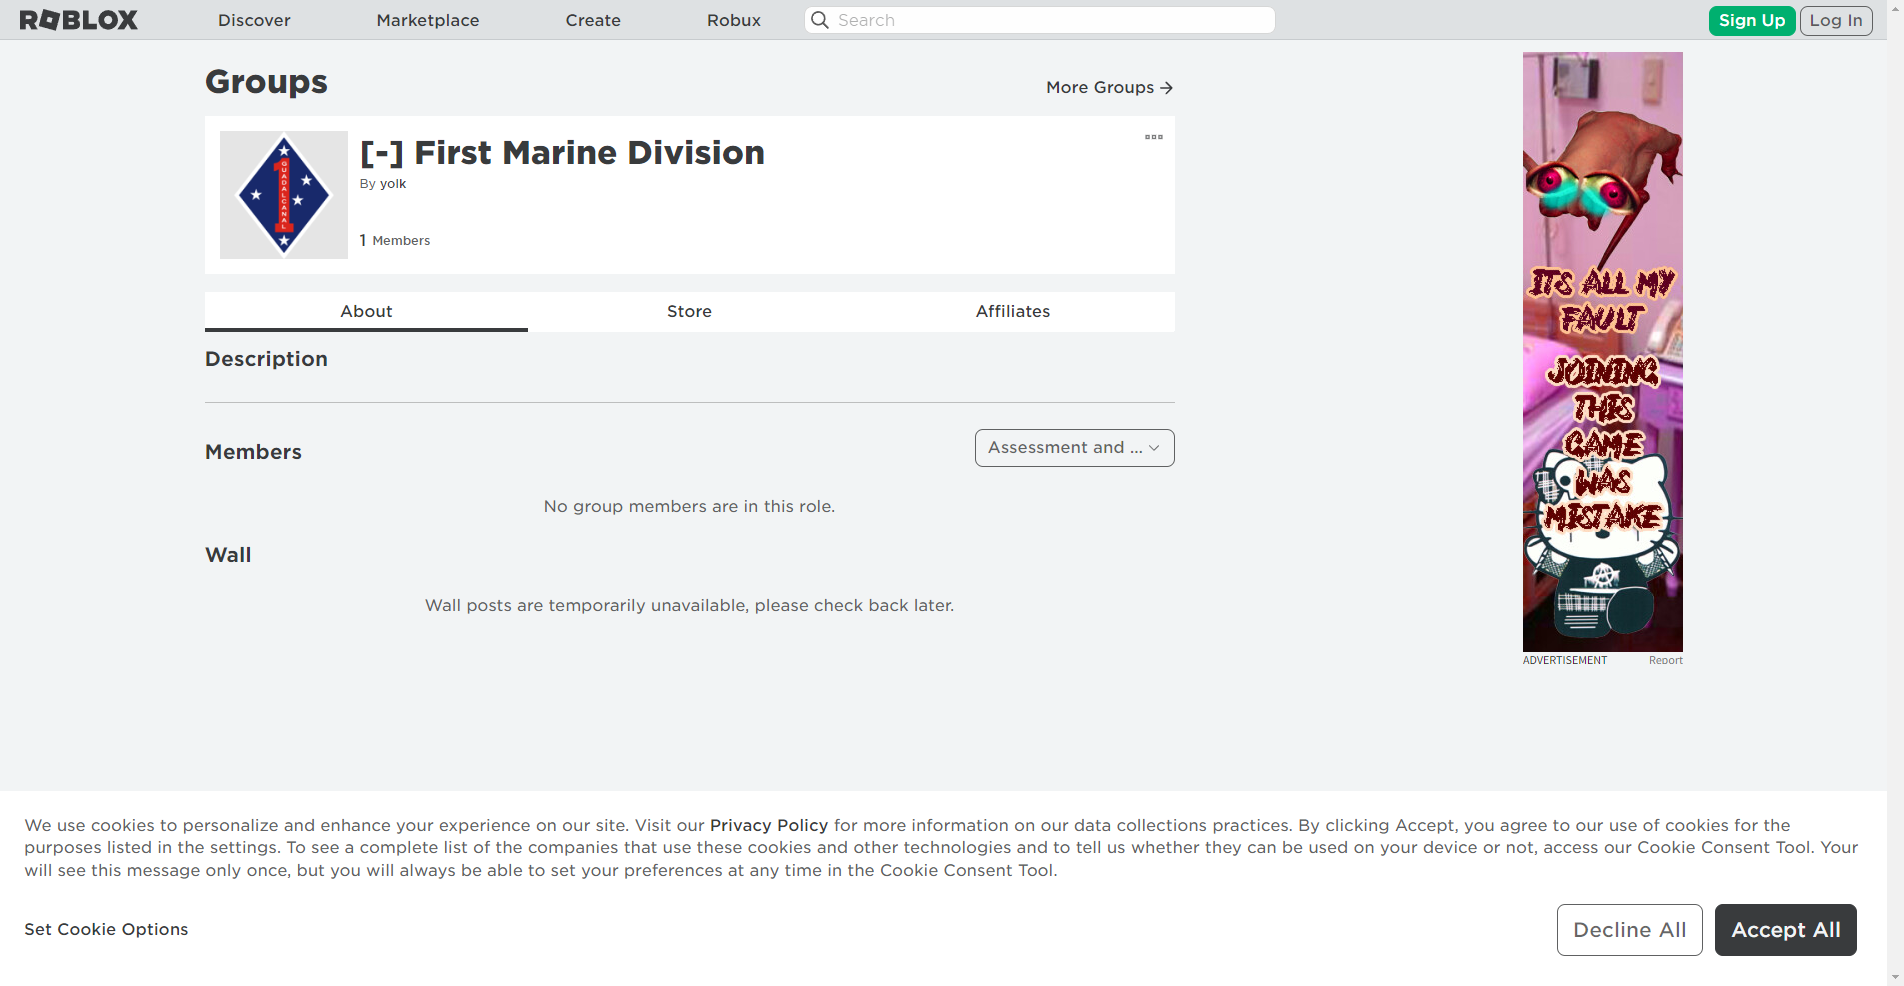 ROBLOX
Discover
Marketplace
Create
Robux
Search
Sign Up
Log In
Groups
More Groups →
[-] First Marine Division
By yolk
1 Members
GUADALCANAL
1
About
Store
Affiliates
Description
Members
Assessment and ...
No group members are in this role.
Wall
Wall posts are temporarily unavailable, please check back later.
ITS ALL MY
FAULT
JOINING
THIS
GAME
WAS
MISTAKE
ADVERTISEMENT
Report
We use cookies to personalize and enhance your experience on our site. Visit our Privacy Policy for more information on our data collections practices. By clicking Accept, you agree to our use of cookies for the
purposes listed in the settings. To see a complete list of the companies that use these cookies and other technologies and to tell us whether they can be used on your device or not, access our Cookie Consent Tool. Your
will see this message only once, but you will always be able to set your preferences at any time in the Cookie Consent Tool.
Set Cookie Options
Decline All
Accept All